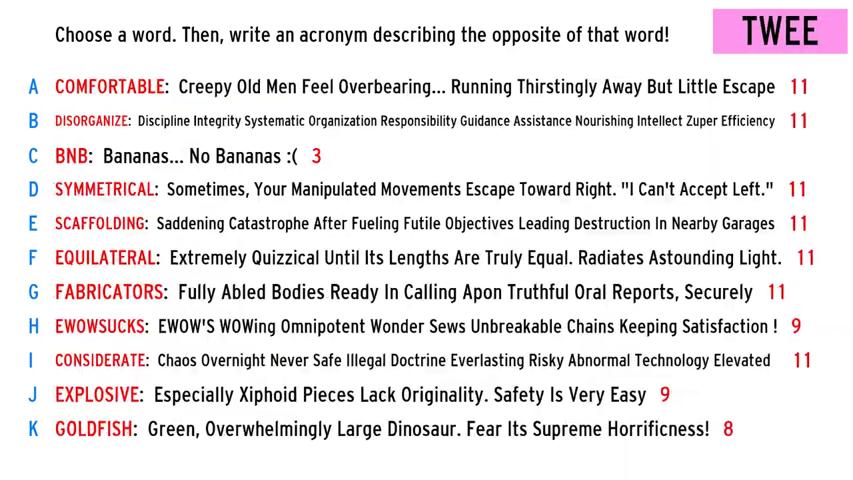 Choose a word. Then, write an acronym describing the opposite of that word!
TWEE
A COMFORTABLE: Creepy Old Men Feel Overbearing... Running Thirstingly Away But Little Escape 11
B DISORGANIZE: Discipline Integrity Systematic Organization Responsibility Guidance Assistance Nourishing Intellect Zuper Efficiency 11
C BNB: Bananas... No Bananas :( 3
D SYMMETRICAL: Sometimes, Your Manipulated Movements Escape Toward Right. "I Can't Accept Left." 11
E SCAFFOLDING: Saddening Catastrophe After Fueling Futile Objectives Leading Destruction In Nearby Garages 11
F EQUILATERAL: Extremely Quizzical Until Its Lengths Are Truly Equal. Radiates Astounding Light. 11
G FABRICATORS: Fully Abled Bodies Ready In Calling Apon Truthful Oral Reports, Securely 11
H EWOWSUCKS: EWOW'S WOWing Omnipotent Wonder Sews Unbreakable Chains Keeping Satisfaction ! 9
I CONSIDERATE: Chaos Overnight Never Safe Illegal Doctrine Everlasting Risky Abnormal Technology Elevated 11
J EXPLOSIVE: Especially Xiphoid Pieces Lack Originality. Safety Is Very Easy 9
K GOLDFISH: Green, Overwhelmingly Large Dinosaur. Fear Its Supreme Horrificness! 8